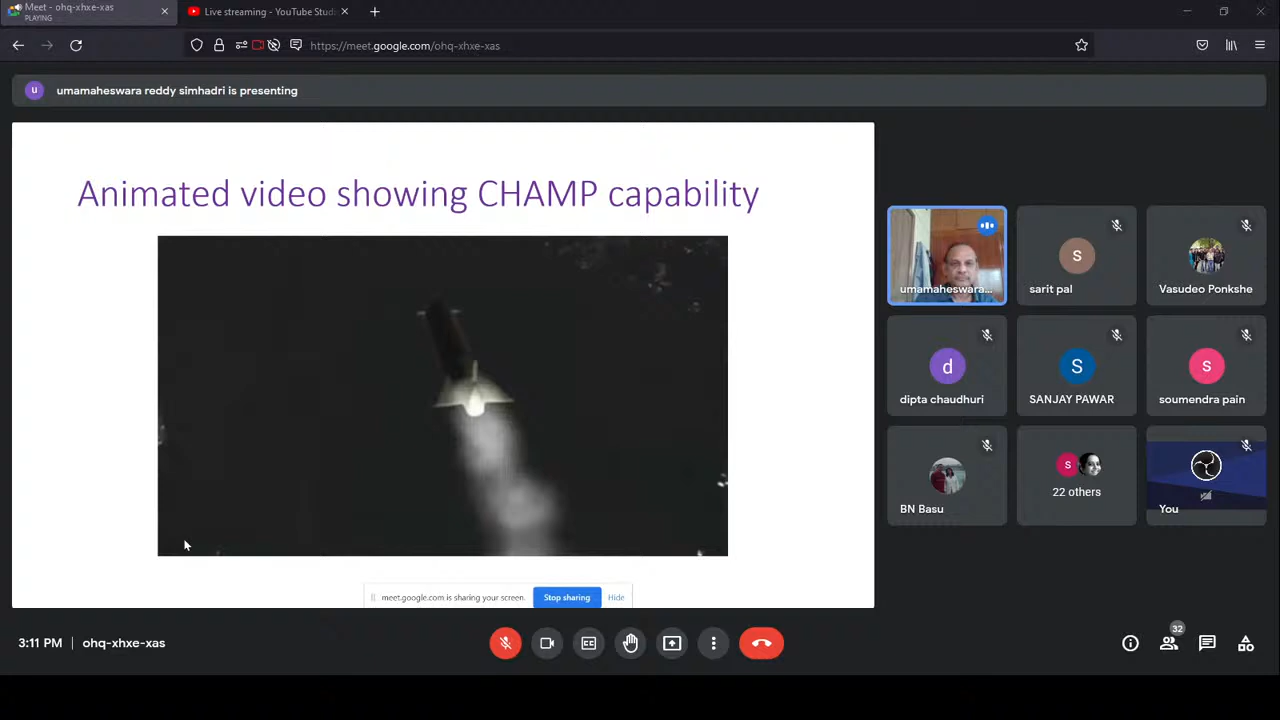 Meet - ohq-xhxe-xas
PLAYING
Live streaming - YouTube Stud
https://meet.google.com/ohq-xhxe-xas
u
umamaheswara reddy simhadri is presenting
Animated video showing CHAMP capability
umamaheswara...
s
sarit pal
Vasudeo Ponkshe
d
dipta chaudhuri
S
SANJAY PAWAR
s
soumendra pain
BN Basu
s
22 others
You
meet.google.com is sharing your screen.
Stop sharing
Hide
3:11 PM | ohq-xhxe-xas
CC
32